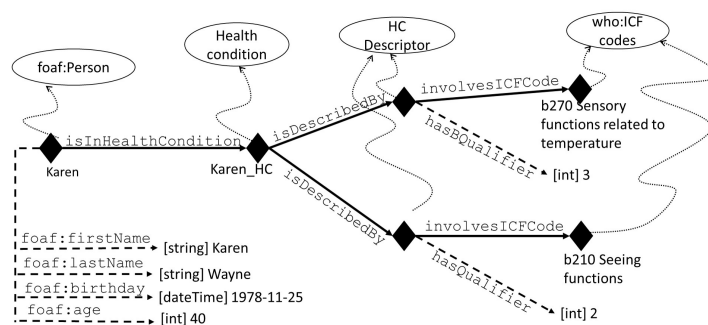 foaf:Person
Health
condition
HC
Descriptor
who:ICF
codes
isInHealthCondition
Karen
Karen_HC
isDescribedBy
involvesICFCode
b270 Sensory
functions related to
temperature
hasBQualifier
[int] 3
isDescribedBy
involvesICFCode
b210 Seeing
functions
hasQualifier
[int] 2
foaf:firstName
[string] Karen
foaf:lastName
[string] Wayne
foaf:birthday
[dateTime] 1978-11-25
foaf:age
[int] 40